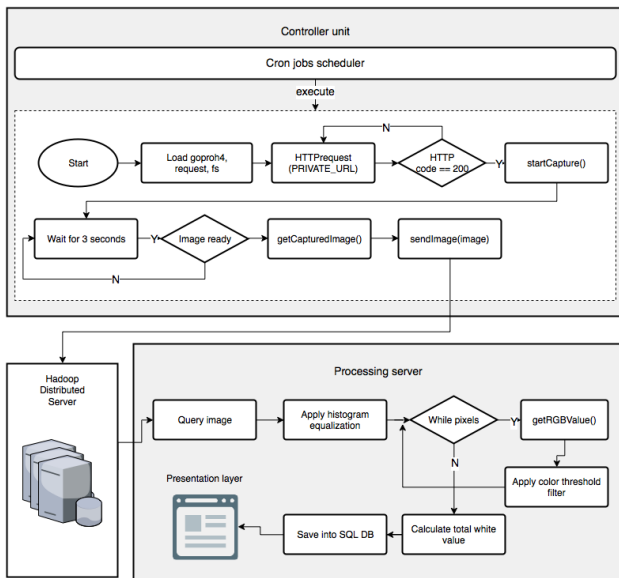 Controller unit
Cron jobs scheduler
execute
N
Start
Load goproh4,
request, fs
HTTPrequest
(PRIVATE_URL)
HTTP
code == 200
Y
startCapture()
Wait for 3 seconds
Y
Image ready
getCapturedImage()
sendImage(image)
N
Hadoop
Distributed
Server
Processing server
Query image
Apply histogram
equalization
While pixels
Y
getRGBValue()
N
Apply color threshold
filter
Presentation layer
Save into SQL DB
Calculate total white
value